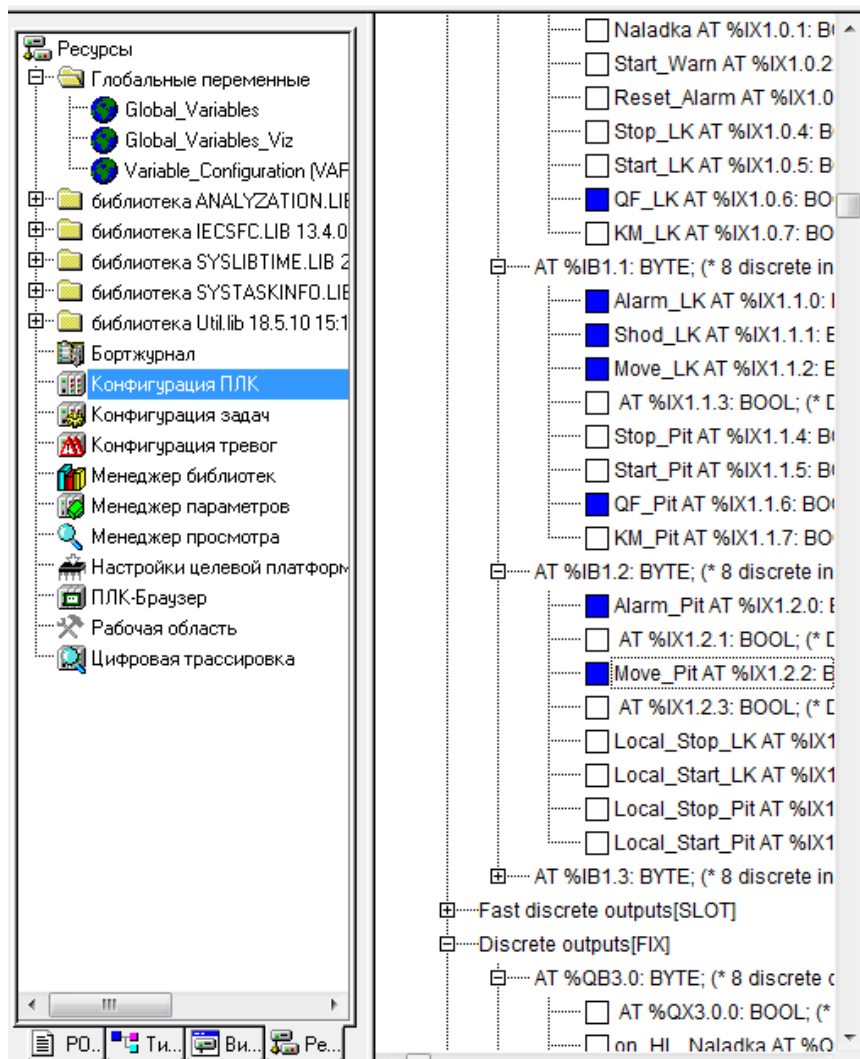 Ресурсы
Глобальные переменные
Global_Variables
Global_Variables_Viz
Variable_Configuration (VAF
библиотека ANALYZATION.LIE
библиотека IECSFC.LIB 13.4.0
библиотека SYSLIBTIME.LIB 2
библиотека SYSTASKINFO.LIE
библиотека Util.lib 18.5.10 15:1
Бортжурнал
Конфигурация ПЛК
Конфигурация задач
Конфигурация тревог
Менеджер библиотек
Менеджер параметров
Менеджер просмотра
Настройки целевой платформ
ПЛК-Браузер
Рабочая область
Цифровая трассировка
РО...
Ти...
Ви...
Ре...
Naladka AT %IX1.0.1: B
Start_Warn AT %IX1.0.2
Reset_Alarm AT %IX1.0
Stop_LK AT %IX1.0.4: B
Start_LK AT %IX1.0.5: B
QF_LK AT %IX1.0.6: BO
KM_LK AT %IX1.0.7: BO
AT %IB1.1: BYTE; (* 8 discrete in
Alarm_LK AT %IX1.1.0:
Shod_LK AT %IX1.1.1: E
Move_LK AT %IX1.1.2: E
AT %IX1.1.3: BOOL; (* D
Stop_Pit AT %IX1.1.4: B
Start_Pit AT %IX1.1.5: B
QF_Pit AT %IX1.1.6: BO
KM_Pit AT %IX1.1.7: BO
AT %IB1.2: BYTE; (* 8 discrete in
Alarm_Pit AT %IX1.2.0: E
AT %IX1.2.1: BOOL; (* D
Move_Pit AT %IX1.2.2: B
AT %IX1.2.3: BOOL; (* D
Local_Stop_LK AT %IX1
Local_Start_LK AT %IX1
Local_Stop_Pit AT %IX1
Local_Start_Pit AT %IX1
AT %IB1.3: BYTE; (* 8 discrete in
Fast discrete outputs[SLOT]
Discrete outputs[FIX]
AT %QB3.0: BYTE; (* 8 discrete o
AT %QX3.0.0: BOOL; (*
on_HL_Naladka AT %Q